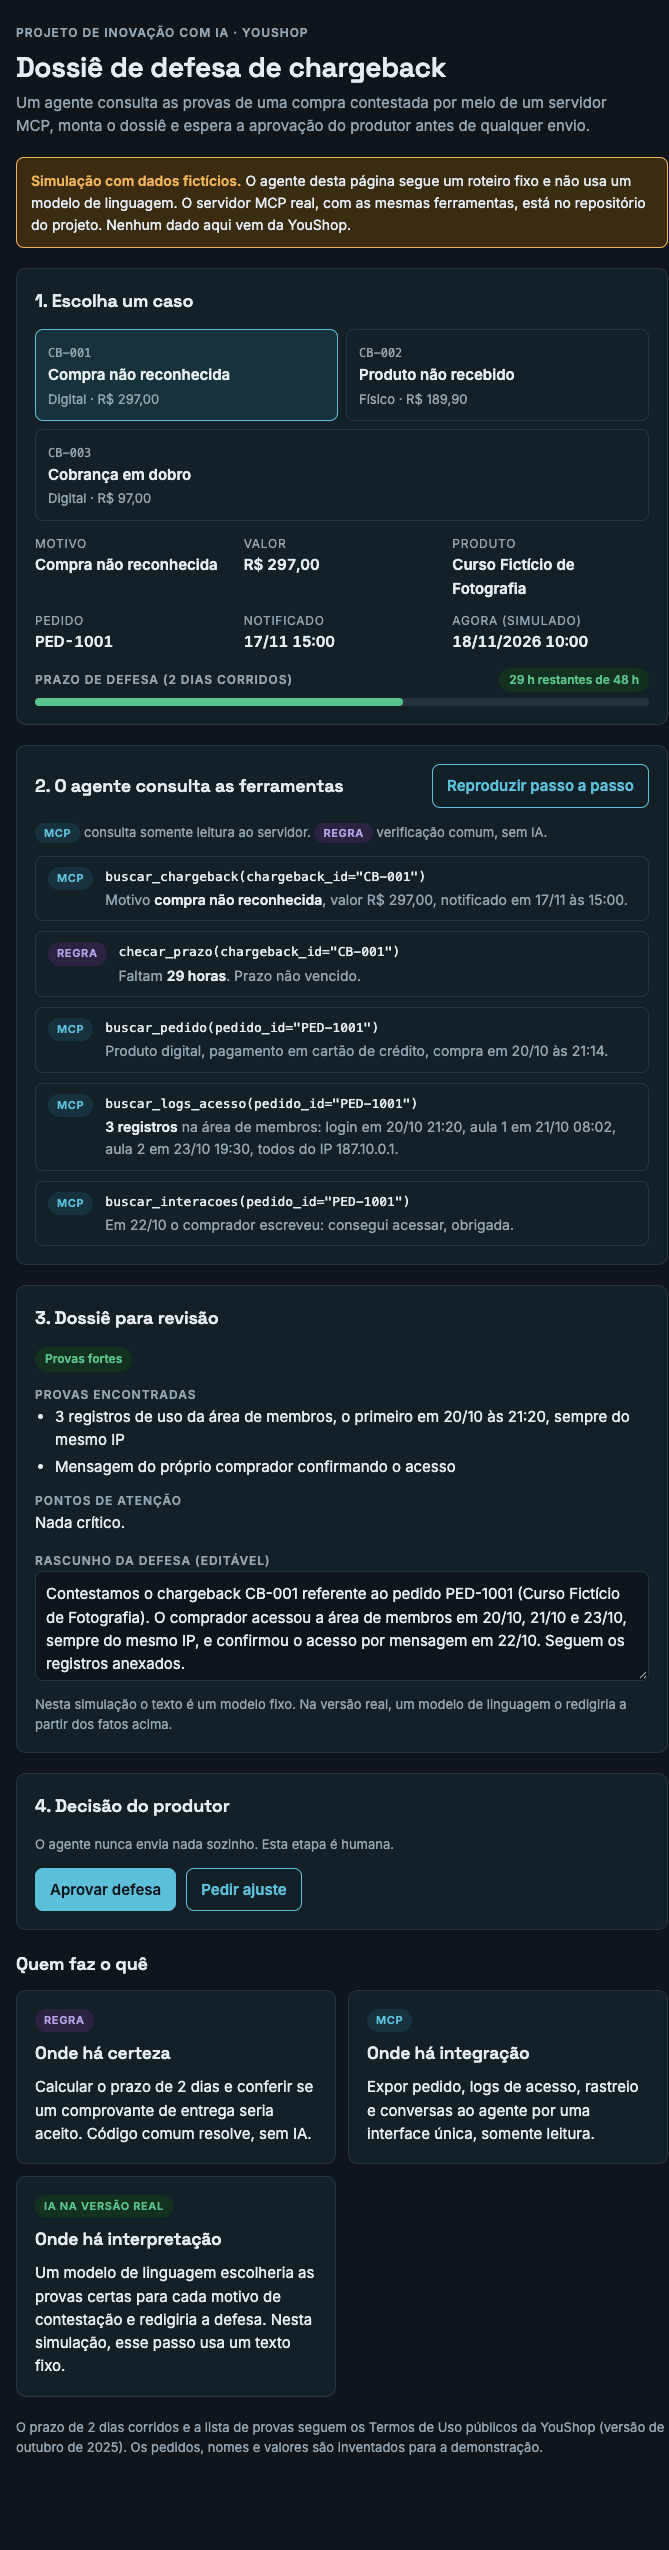 PROJETO DE INOVAÇÃO COM IA · YOUSHOP
Dossiê de defesa de chargeback
Um agente consulta as provas de uma compra contestada por meio de um servidor
MCP, monta o dossiê e espera a aprovação do produtor antes de qualquer envio.
Simulação com dados fictícios. O agente desta página segue um roteiro fixo e não usa um
modelo de linguagem. O servidor MCP real, com as mesmas ferramentas, está no repositório
do projeto. Nenhum dado aqui vem da YouShop.
1. Escolha um caso
CB-001
Compra não reconhecida
Digital · R$ 297,00
CB-002
Produto não recebido
Físico · R$ 189,90
CB-003
Cobrança em dobro
Digital · R$ 97,00
MOTIVO
Compra não reconhecida
VALOR
R$ 297,00
PRODUTO
Curso Fictício de
Fotografia
PEDIDO
PED-1001
NOTIFICADO
17/11 15:00
AGORA (SIMULADO)
18/11/2026 10:00
PRAZO DE DEFESA (2 DIAS CORRIDOS)
29 h restantes de 48 h
2. O agente consulta as ferramentas
Reproduzir passo a passo
MCP consulta somente leitura ao servidor. REGRA verificação comum, sem IA.
MCP buscar_chargeback(chargeback_id="CB-001")
Motivo compra não reconhecida, valor R$ 297,00, notificado em 17/11 às 15:00.
REGRA checar_prazo(chargeback_id="CB-001")
Faltam 29 horas. Prazo não vencido.
MCP buscar_pedido(pedido_id="PED-1001")
Produto digital, pagamento em cartão de crédito, compra em 20/10 às 21:14.
MCP buscar_logs_acesso(pedido_id="PED-1001")
3 registros na área de membros: login em 20/10 21:20, aula 1 em 21/10 08:02,
aula 2 em 23/10 19:30, todos do IP 187.10.0.1.
MCP buscar_interacoes(pedido_id="PED-1001")
Em 22/10 o comprador escreveu: consegui acessar, obrigada.
3. Dossiê para revisão
Provas fortes
PROVAS ENCONTRADAS
• 3 registros de uso da área de membros, o primeiro em 20/10 às 21:20, sempre do
mesmo IP
• Mensagem do próprio comprador confirmando o acesso
PONTOS DE ATENÇÃO
Nada crítico.
RASCUNHO DA DEFESA (EDITÁVEL)
Contestamos o chargeback CB-001 referente ao pedido PED-1001 (Curso Fictício
de Fotografia). O comprador acessou a área de membros em 20/10, 21/10 e 23/10,
sempre do mesmo IP, e confirmou o acesso por mensagem em 22/10. Seguem os
registros anexados.
Nesta simulação o texto é um modelo fixo. Na versão real, um modelo de linguagem o redigiria a
partir dos fatos acima.
4. Decisão do produtor
O agente nunca envia nada sozinho. Esta etapa é humana.
Aprovar defesa
Pedir ajuste
Quem faz o quê
REGRA
Onde há certeza
Calcular o prazo de 2 dias e conferir se
um comprovante de entrega seria
aceito. Código comum resolve, sem IA.
MCP
Onde há integração
Expor pedido, logs de acesso, rastreio
e conversas ao agente por uma
interface única, somente leitura.
IA NA VERSÃO REAL
Onde há interpretação
Um modelo de linguagem escolheria as
provas certas para cada motivo de
contestação e redigiria a defesa. Nesta
simulação, esse passo usa um texto
fixo.
O prazo de 2 dias corridos e a lista de provas seguem os Termos de Uso públicos da YouShop (versão de
outubro de 2025). Os pedidos, nomes e valores são inventados para a demonstração.